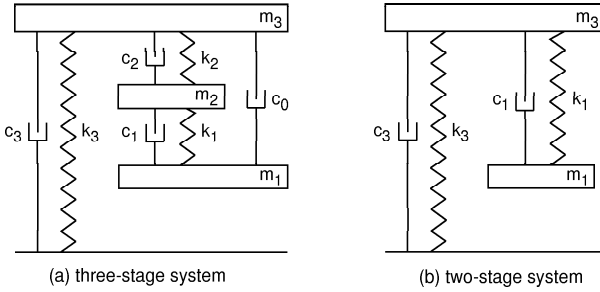 m3
c2
k2
m2
c0
c3
k3
c1
k1
m1
(a) three-stage system
m3
c1
k1
c3
k3
m1
(b) two-stage system